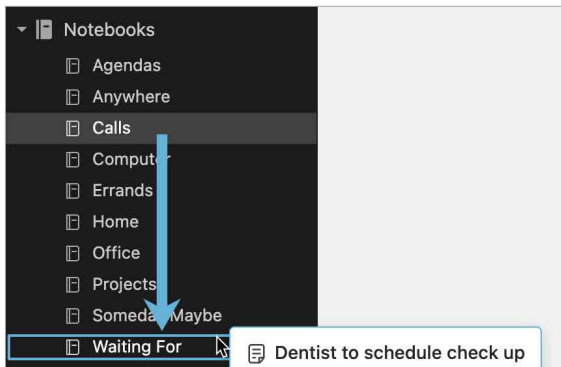 Notebooks
Agendas
Anywhere
Calls
Computer
Errands
Home
Office
Projects
Someday Maybe
Waiting For
Dentist to schedule check up